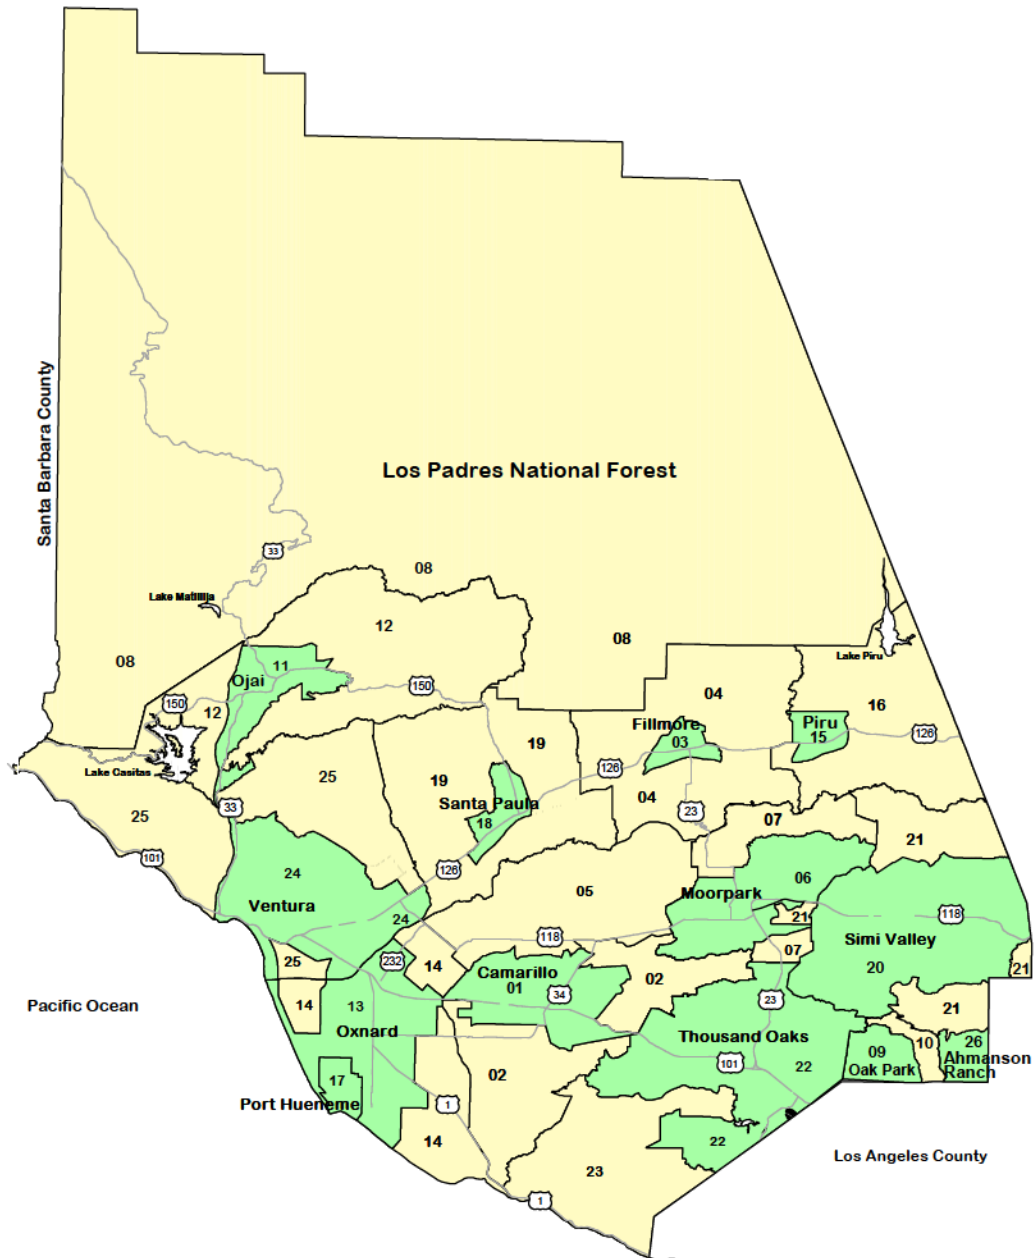 Santa Barbara County
Los Padres National Forest
33
08
Lake Matilija
12
08
08
11
Lake Piru
Ojai
150
04
150
12
16
Fillmore
Piru
03
15
126
19
Lake Casitas
126
25
19
04
Santa Paula
33
23
25
18
07
21
101
126
24
05
06
Moorpark
Ventura
24
21
118
118
Simi Valley
07
25
232
14
Camarillo
20
21
02
01
34
Pacific Ocean
14
13
23
21
Oxnard
Thousand Oaks
10
26
09
Ahmanson
Ranch
Oak Park
101
22
17
02
Port Hueneme
1
14
22
Los Angeles County
23
1